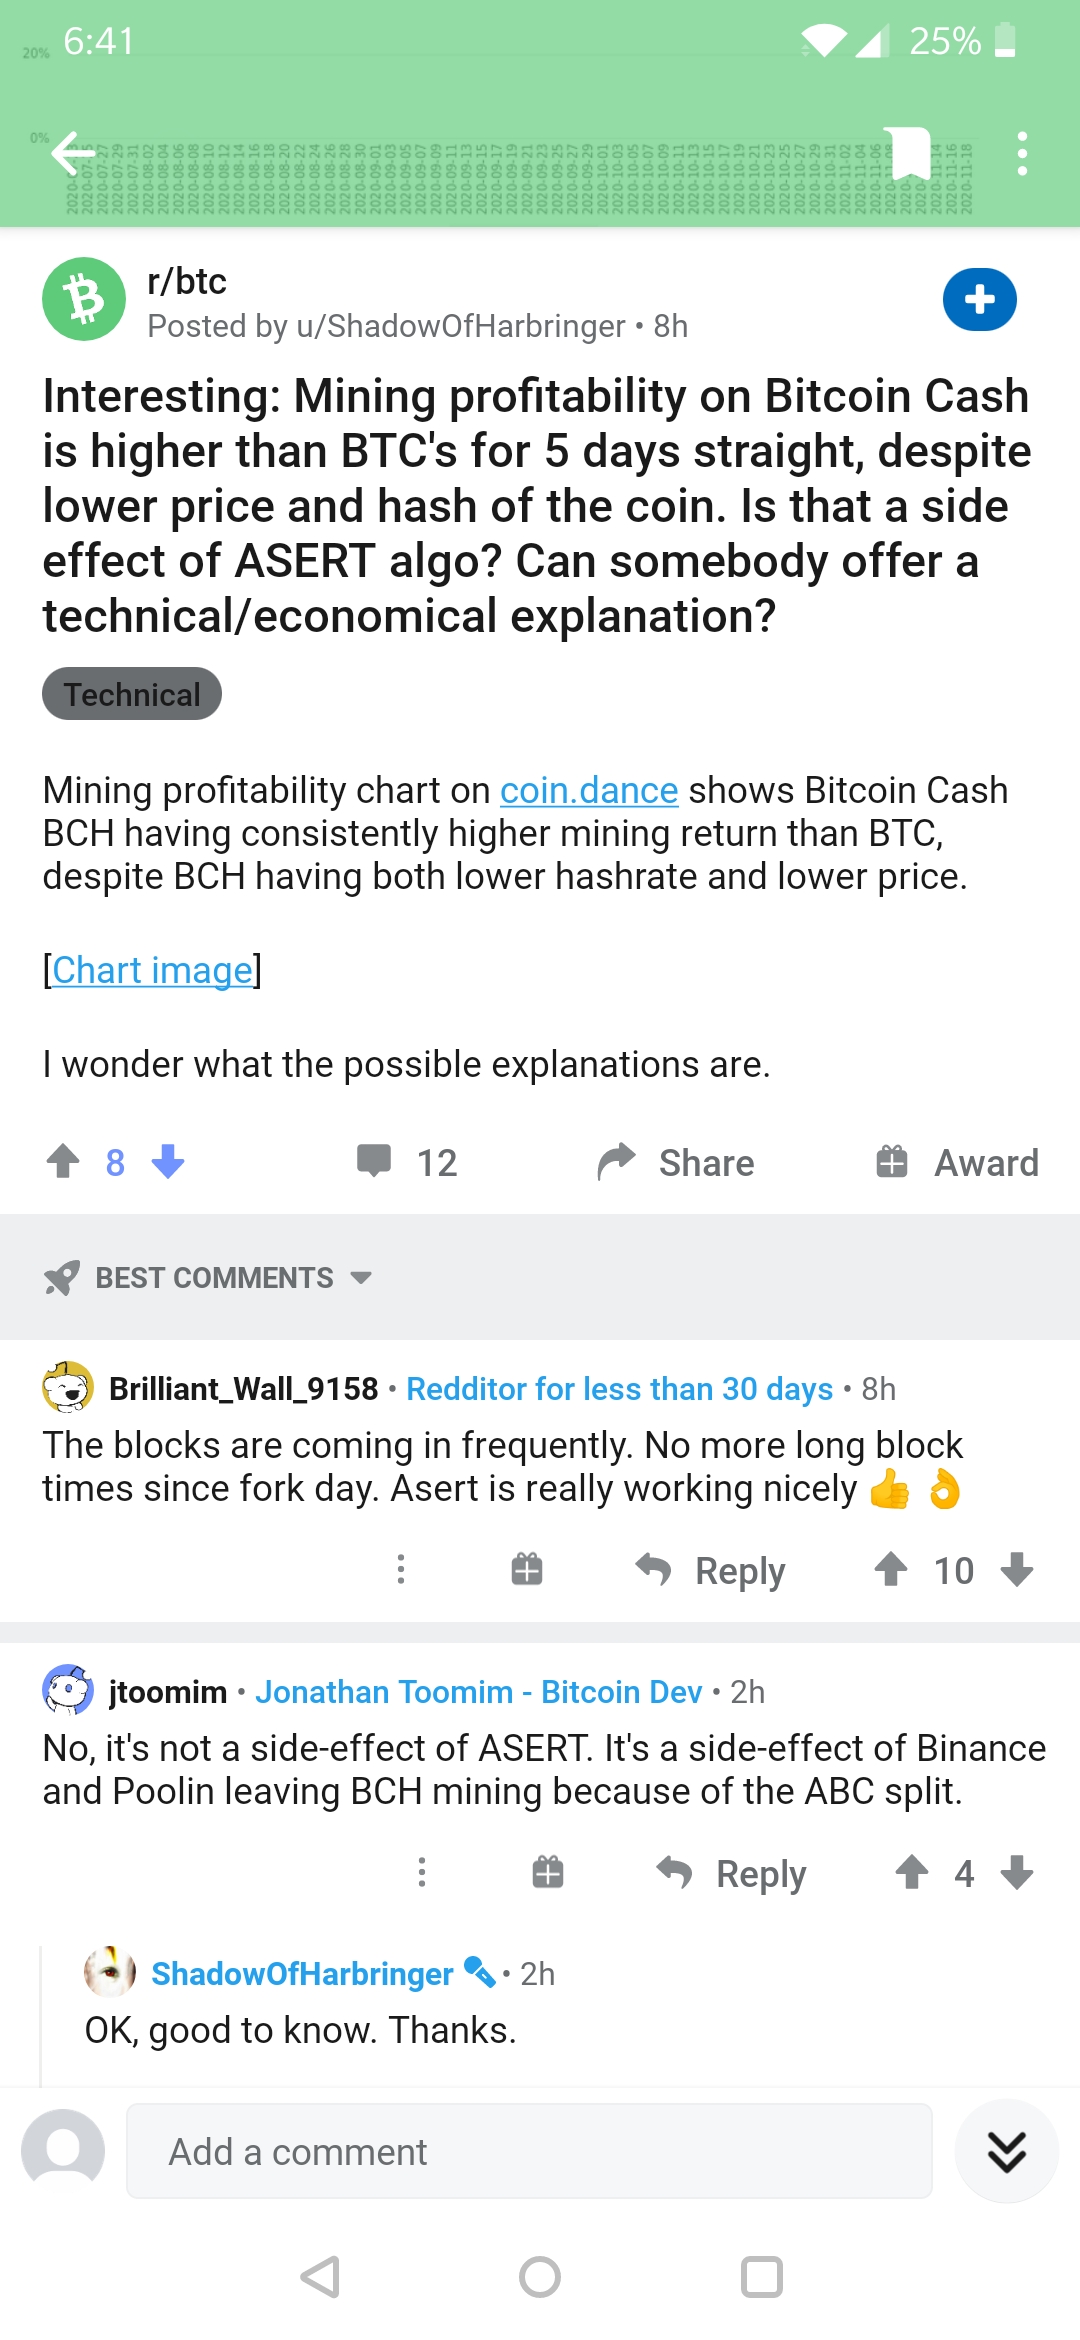 6:41
25%
20%
0%
r/btc
Posted by u/ShadowOfHarbringer • 8h
Interesting: Mining profitability on Bitcoin Cash
is higher than BTC's for 5 days straight, despite
lower price and hash of the coin. Is that a side
effect of ASERT algo? Can somebody offer a
technical/economical explanation?
Technical
Mining profitability chart on coin.dance shows Bitcoin Cash
BCH having consistently higher mining return than BTC,
despite BCH having both lower hashrate and lower price.
[Chart image]
I wonder what the possible explanations are.
8 12 Share Award
BEST COMMENTS
Brilliant_Wall_9158 • Redditor for less than 30 days • 8h
The blocks are coming in frequently. No more long block
times since fork day. Asert is really working nicely 👍 👌
Reply 10
jtoomim • Jonathan Toomim - Bitcoin Dev • 2h
No, it's not a side-effect of ASERT. It's a side-effect of Binance
and Poolin leaving BCH mining because of the ABC split.
Reply 4
ShadowOfHarbringer • 2h
OK, good to know. Thanks.
Add a comment